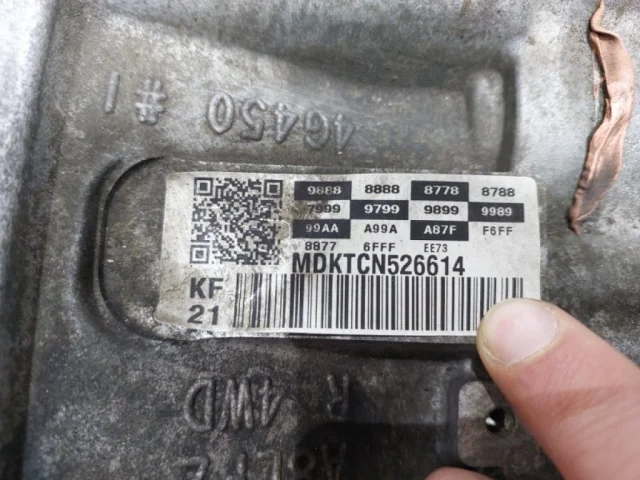 46450 #1
9888 8888 8778 8788
7999 9799 9899 9989
99AA A99A A87F F6FF
8877 6FFF EE73
MDKTCN526614
KF
21
R 4WD